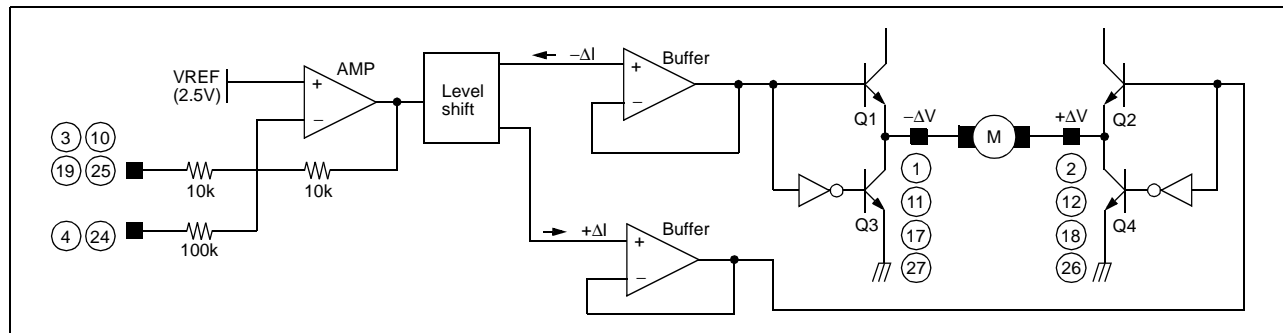 VREF
(2.5V)
AMP
+
−
3 10
19 25
10k
10k
4 24
100k
Level
shift
−ΔI
Buffer
+
−
+ΔI
Buffer
+
−
Q1
Q3
−ΔV
1
11
17
27
M
+ΔV
2
12
18
26
Q2
Q4